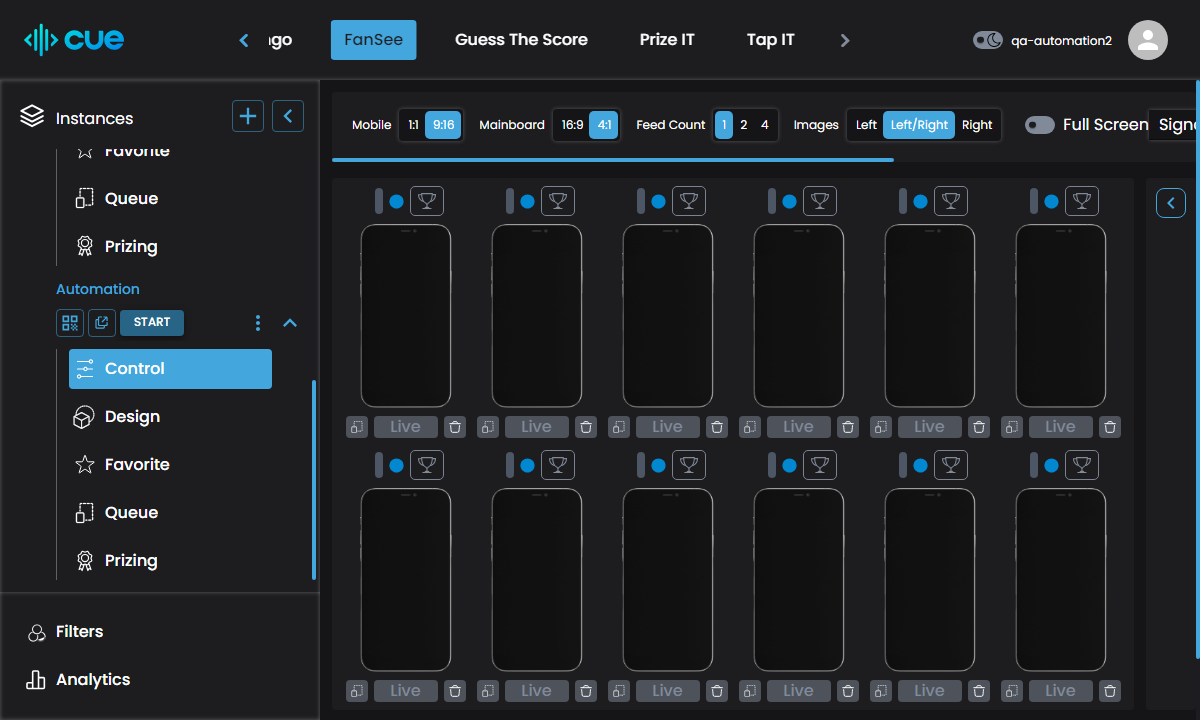 cue
ngo
FanSee
Guess The Score
Prize IT
Tap IT
qa-automation2
Instances
Favorite
Queue
Prizing
Automation
START
Control
Design
Favorite
Queue
Prizing
Filters
Analytics
Mobile 1:1 9:16 Mainboard 16:9 4:1 Feed Count 1 2 4 Images Left Left/Right Right Full Screen
Live Live Live Live Live Live
Live Live Live Live Live Live